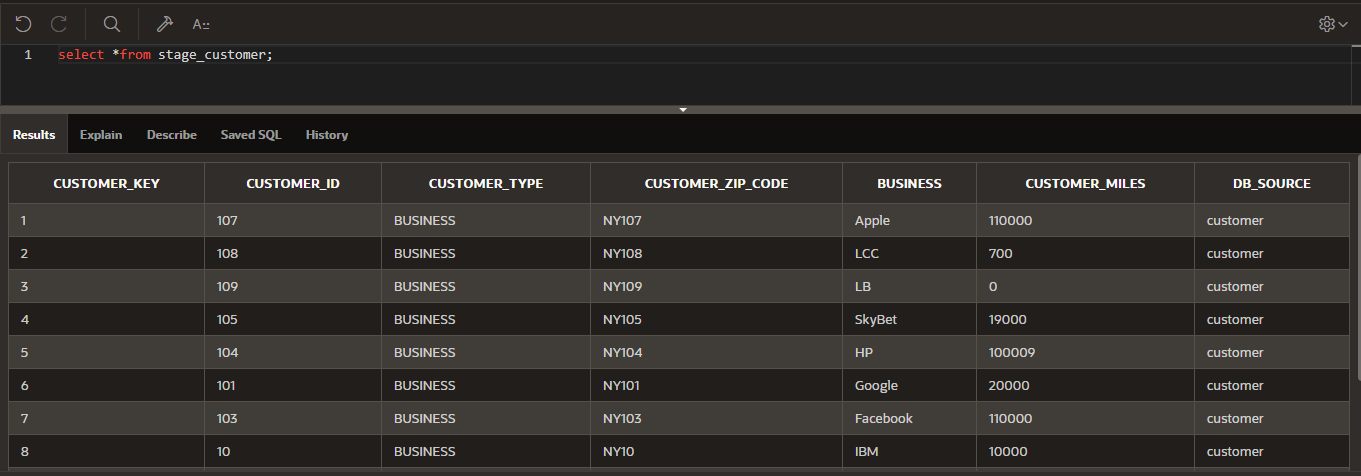 A::
1 select *from stage_customer;
Results Explain Describe Saved SQL History
CUSTOMER_KEY CUSTOMER_ID CUSTOMER_TYPE CUSTOMER_ZIP_CODE BUSINESS CUSTOMER_MILES DB_SOURCE
1 107 BUSINESS NY107 Apple 110000 customer
2 108 BUSINESS NY108 LCC 700 customer
3 109 BUSINESS NY109 LB 0 customer
4 105 BUSINESS NY105 SkyBet 19000 customer
5 104 BUSINESS NY104 HP 100009 customer
6 101 BUSINESS NY101 Google 20000 customer
7 103 BUSINESS NY103 Facebook 110000 customer
8 10 BUSINESS NY10 IBM 10000 customer